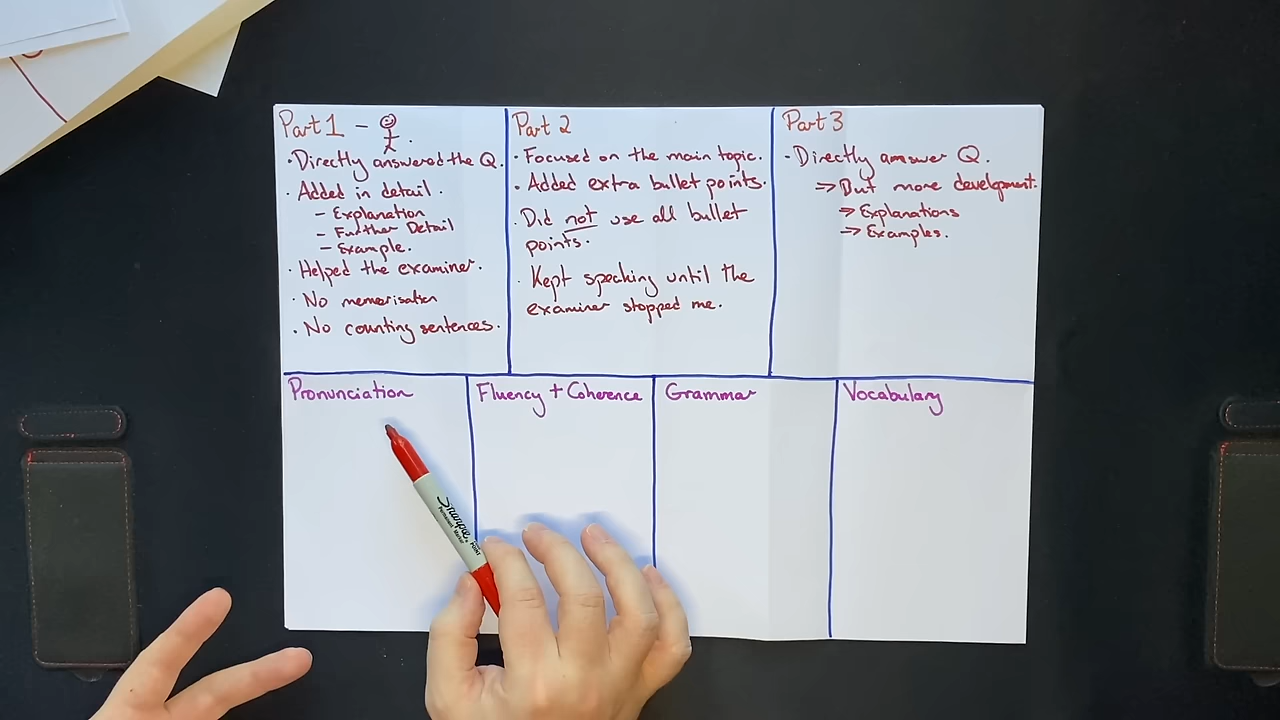 Part 1 -
• Directly answered the Q.
• Added in detail.
- Explanation
- Further Detail
- Example.
• Helped the examiner.
• No memorisation
• No counting sentences.
Part 2
• Focused on the main topic.
• Added extra bullet points.
• Did not use all bullet
points.
• Kept speaking until the
examiner stopped me.
Part 3
• Directly answer Q.
⇒ But more development.
→ Explanations
→ Examples.
Pronunciation
Fluency + Coherence
Grammar
Vocabulary
Sharpie